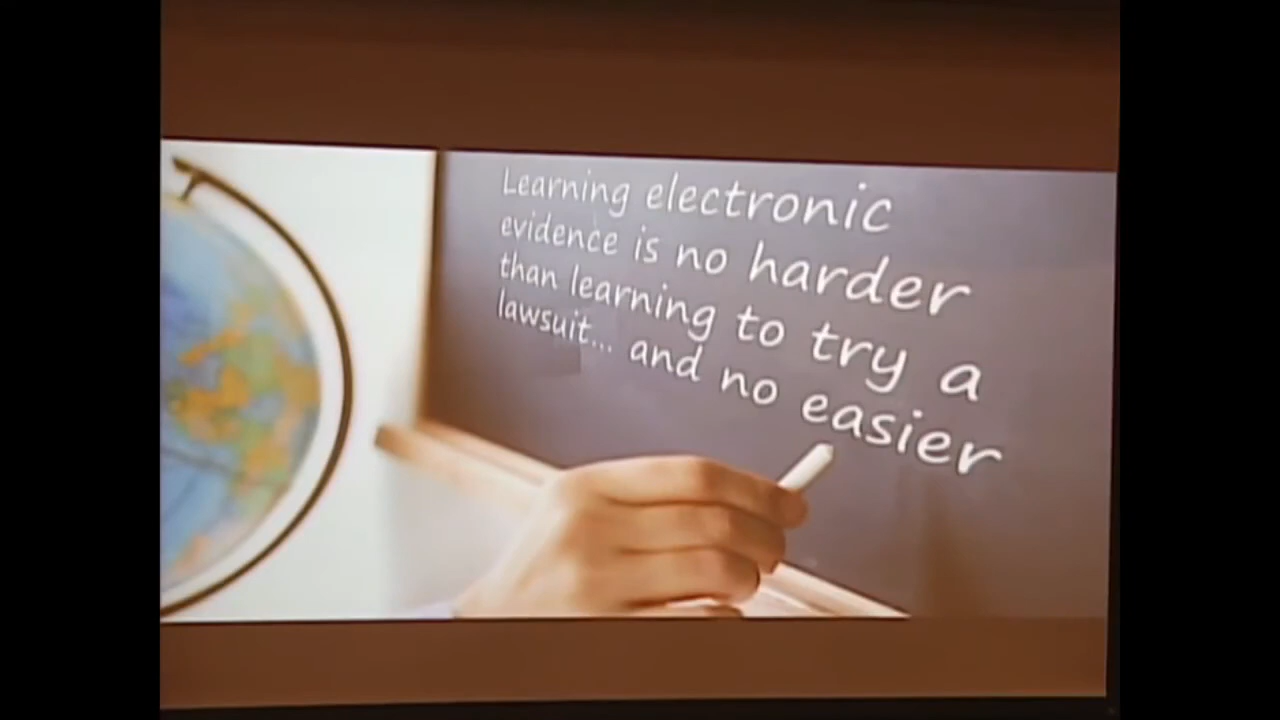 Learning electronic
evidence is no harder
than learning to try a
lawsuit... and no easier